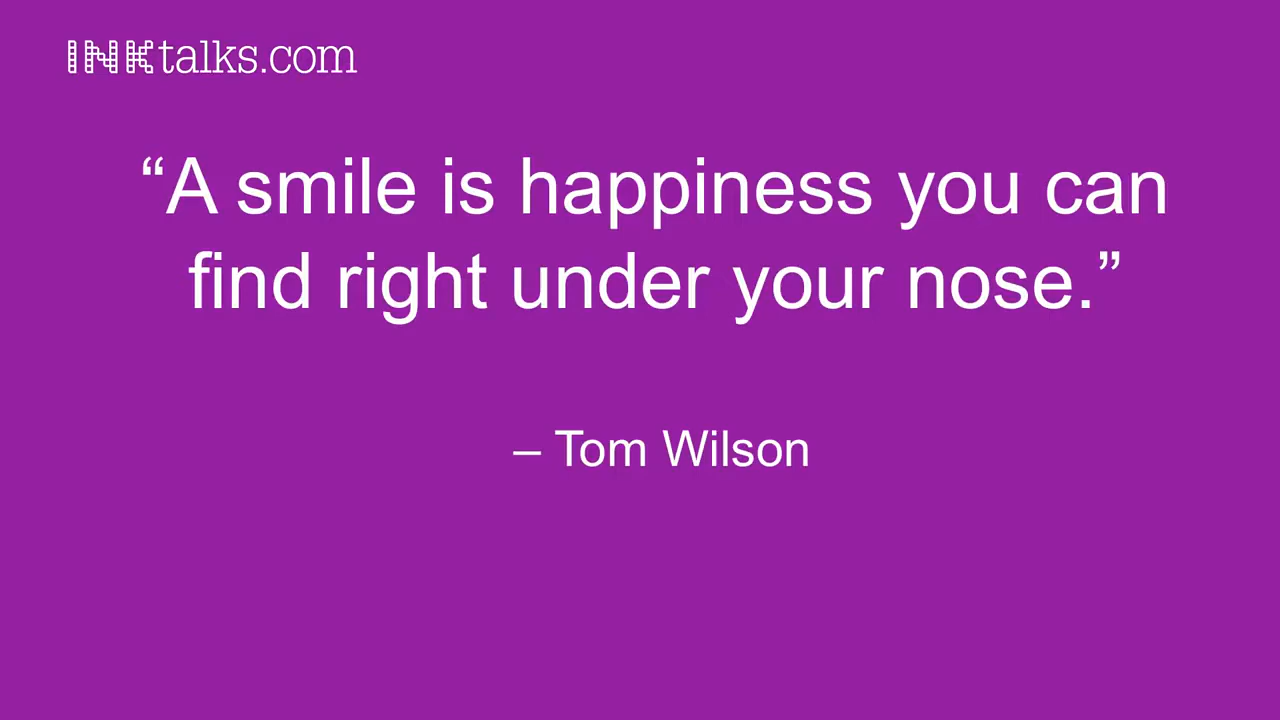 INKtalks.com
“A smile is happiness you can
find right under your nose.”
– Tom Wilson